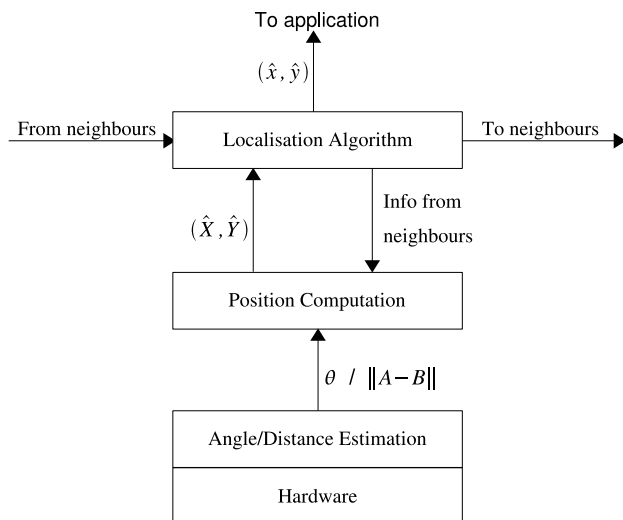 To application
(x̂, ŷ)
From neighbours
Localisation Algorithm
To neighbours
(X̂, Ŷ)
Info from
neighbours
Position Computation
θ / ‖A−B‖
Angle/Distance Estimation
Hardware